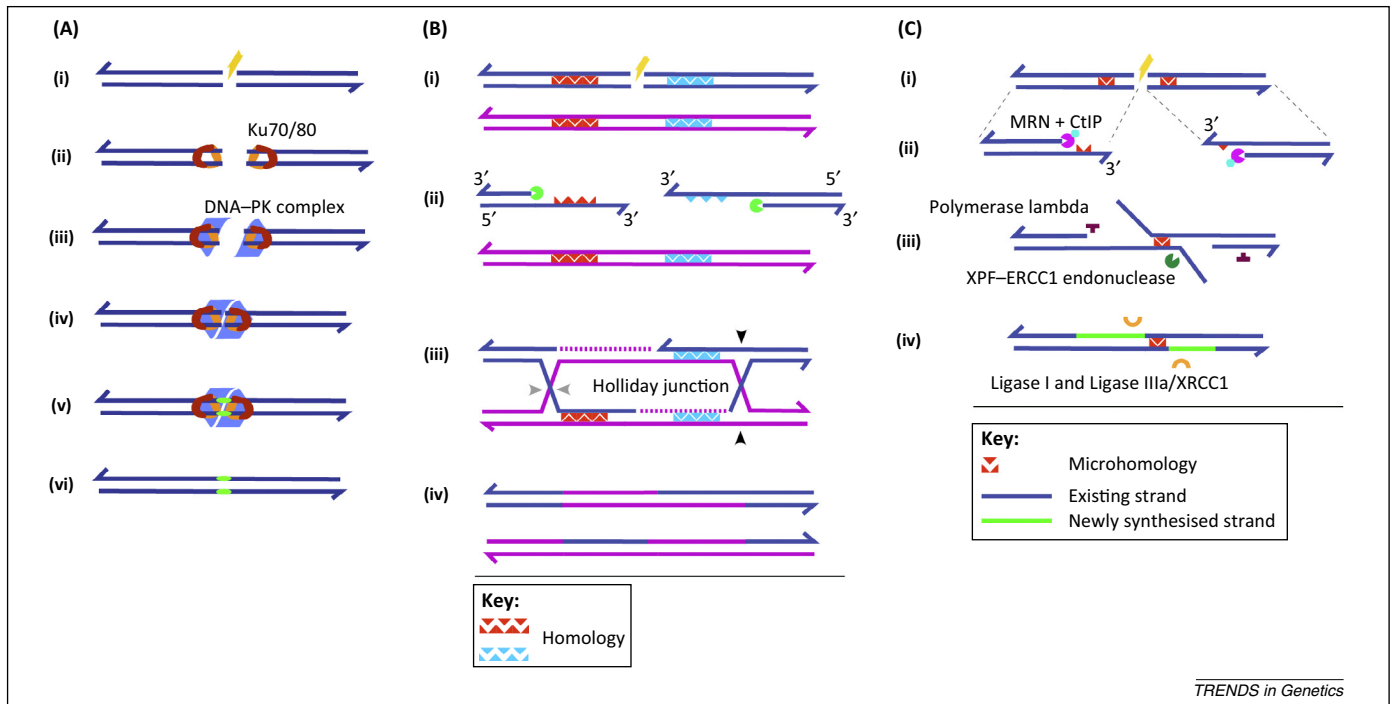 (A)
(i)
Ku70/80
(ii)
DNA–PK complex
(iii)
(iv)
(v)
(vi)
(B)
(i)
(ii)
3′
5′
5′
3′
3′
(iii)
Holliday junction
(iv)
Key:
Homology
(C)
(i)
MRN + CtIP
3′
(ii)
3′
Polymerase lambda
(iii)
XPF–ERCC1 endonuclease
(iv)
Ligase I and Ligase IIIa/XRCC1
Key:
Microhomology
Existing strand
Newly synthesised strand
TRENDS in Genetics